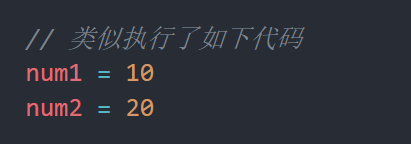 // 类似执行了如下代码
num1 = 10
num2 = 20